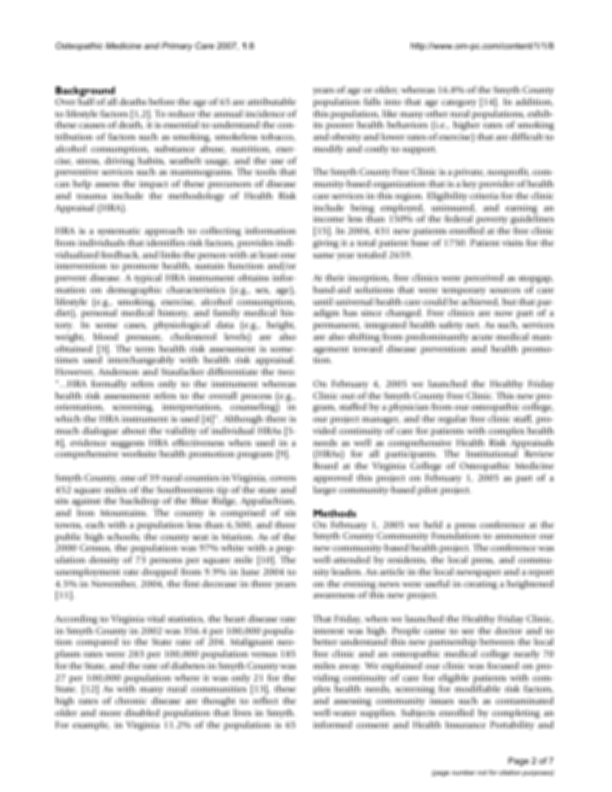 Osteopathic Medicine and Primary Care 2007, 1:8
http://www.om-pc.com/content/1/1/8
Background
Over half of all deaths before the age of 65 are attributable
to lifestyle factors [1,2]. To reduce the annual incidence of
these causes of death, it is essential to understand the con-
tribution of factors such as smoking, smokeless tobacco,
alcohol consumption, substance abuse, nutrition, exer-
cise, stress, driving habits, seatbelt usage, and the use of
preventive services such as mammograms. The tools that
can help assess the impact of these precursors of disease
and trauma include the methodology of Health Risk
Appraisal (HRA).
HRA is a systematic approach to collecting information
from individuals that identifies risk factors, provides indi-
vidualized feedback, and links the person with at least one
intervention to promote health, sustain function and/or
prevent disease. A typical HRA instrument obtains infor-
mation on demographic characteristics (e.g., sex, age),
lifestyle (e.g., smoking, exercise, alcohol consumption,
diet), personal medical history, and family medical his-
tory. In some cases, physiological data (e.g., height,
weight, blood pressure, cholesterol levels) are also
obtained [3]. The term health risk assessment is some-
times used interchangeably with health risk appraisal.
However, Anderson and Staufacker differentiate the two:
"...HRA formally refers only to the instrument whereas
health risk assessment refers to the overall process (e.g.,
orientation, screening, interpretation, counseling) in
which the HRA instrument is used [4]". Although there is
much dialogue about the validity of individual HRAs [5-
8], evidence suggests HRA effectiveness when used in a
comprehensive worksite health promotion program [9].
Smyth County, one of 39 rural counties in Virginia, covers
452 square miles of the Southwestern tip of the state and
sits against the backdrop of the Blue Ridge, Appalachian,
and Iron Mountains. The county is comprised of six
towns, each with a population less than 6,500, and three
public high schools; the county seat is Marion. As of the
2000 Census, the population was 97% white with a pop-
ulation density of 73 persons per square mile [10]. The
unemployment rate dropped from 9.9% in June 2004 to
4.5% in November, 2004, the first decrease in three years
[11].
According to Virginia vital statistics, the heart disease rate
in Smyth County in 2002 was 356.4 per 100,000 popula-
tion compared to the State rate of 204. Malignant neo-
plasm rates were 243 per 100,000 population versus 185
for the State, and the rate of diabetes in Smyth County was
27 per 100,000 population where it was only 21 for the
State. [12] As with many rural communities [13], these
high rates of chronic disease are thought to reflect the
older and more disabled population that lives in Smyth.
For example, in Virginia 11.2% of the population is 65
years of age or older, whereas 16.8% of the Smyth County
population falls into that age category [14]. In addition,
this population, like many other rural populations, exhib-
its poorer health behaviors (i.e., higher rates of smoking
and obesity and lower rates of exercise) that are difficult to
modify and costly to support.
The Smyth County Free Clinic is a private, nonprofit, com-
munity-based organization that is a key provider of health
care services in this region. Eligibility criteria for the clinic
include being employed, uninsured, and earning an
income less than 150% of the federal poverty guidelines
[15]. In 2004, 431 new patients enrolled at the free clinic
giving it a total patient base of 1750. Patient visits for the
same year totaled 2659.
At their inception, free clinics were perceived as stopgap,
band-aid solutions that were temporary sources of care
until universal health care could be achieved, but that par-
adigm has since changed. Free clinics are now part of a
permanent, integrated health safety net. As such, services
are also shifting from predominantly acute medical man-
agement toward disease prevention and health promo-
tion.
On February 4, 2005 we launched the Healthy Friday
Clinic out of the Smyth County Free Clinic. This new pro-
gram, staffed by a physician from our osteopathic college,
our project manager, and the regular free clinic staff, pro-
vided continuity of care for patients with complex health
needs as well as comprehensive Health Risk Appraisals
(HRAs) for all participants. The Institutional Review
Board at the Virginia College of Osteopathic Medicine
approved this project on February 1, 2005 as part of a
larger community-based pilot project.
Methods
On February 1, 2005 we held a press conference at the
Smyth County Community Foundation to announce our
new community-based health project. The conference was
well-attended by residents, the local press, and commu-
nity leaders. An article in the local newspaper and a report
on the evening news were useful in creating a heightened
awareness of this new project.
That Friday, when we launched the Healthy Friday Clinic,
interest was high. People came to see the doctor and to
better understand this new partnership between the local
free clinic and an osteopathic medical college nearly 70
miles away. We explained our clinic was focused on pro-
viding continuity of care for eligible patients with com-
plex health needs, screening for modifiable risk factors,
and assessing community issues such as contaminated
well-water supplies. Subjects enrolled by completing an
informed consent and Health Insurance Portability and
Page 2 of 7
(page number not for citation purposes)